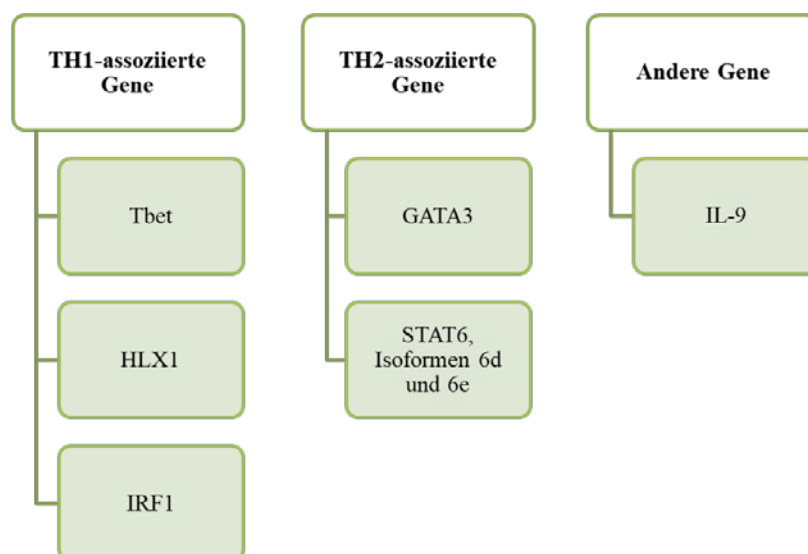 TH1-assoziierte
Gene
Tbet
HLX1
IRF1
TH2-assoziierte
Gene
GATA3
STAT6,
Isoformen 6d
und 6e
Andere Gene
IL-9